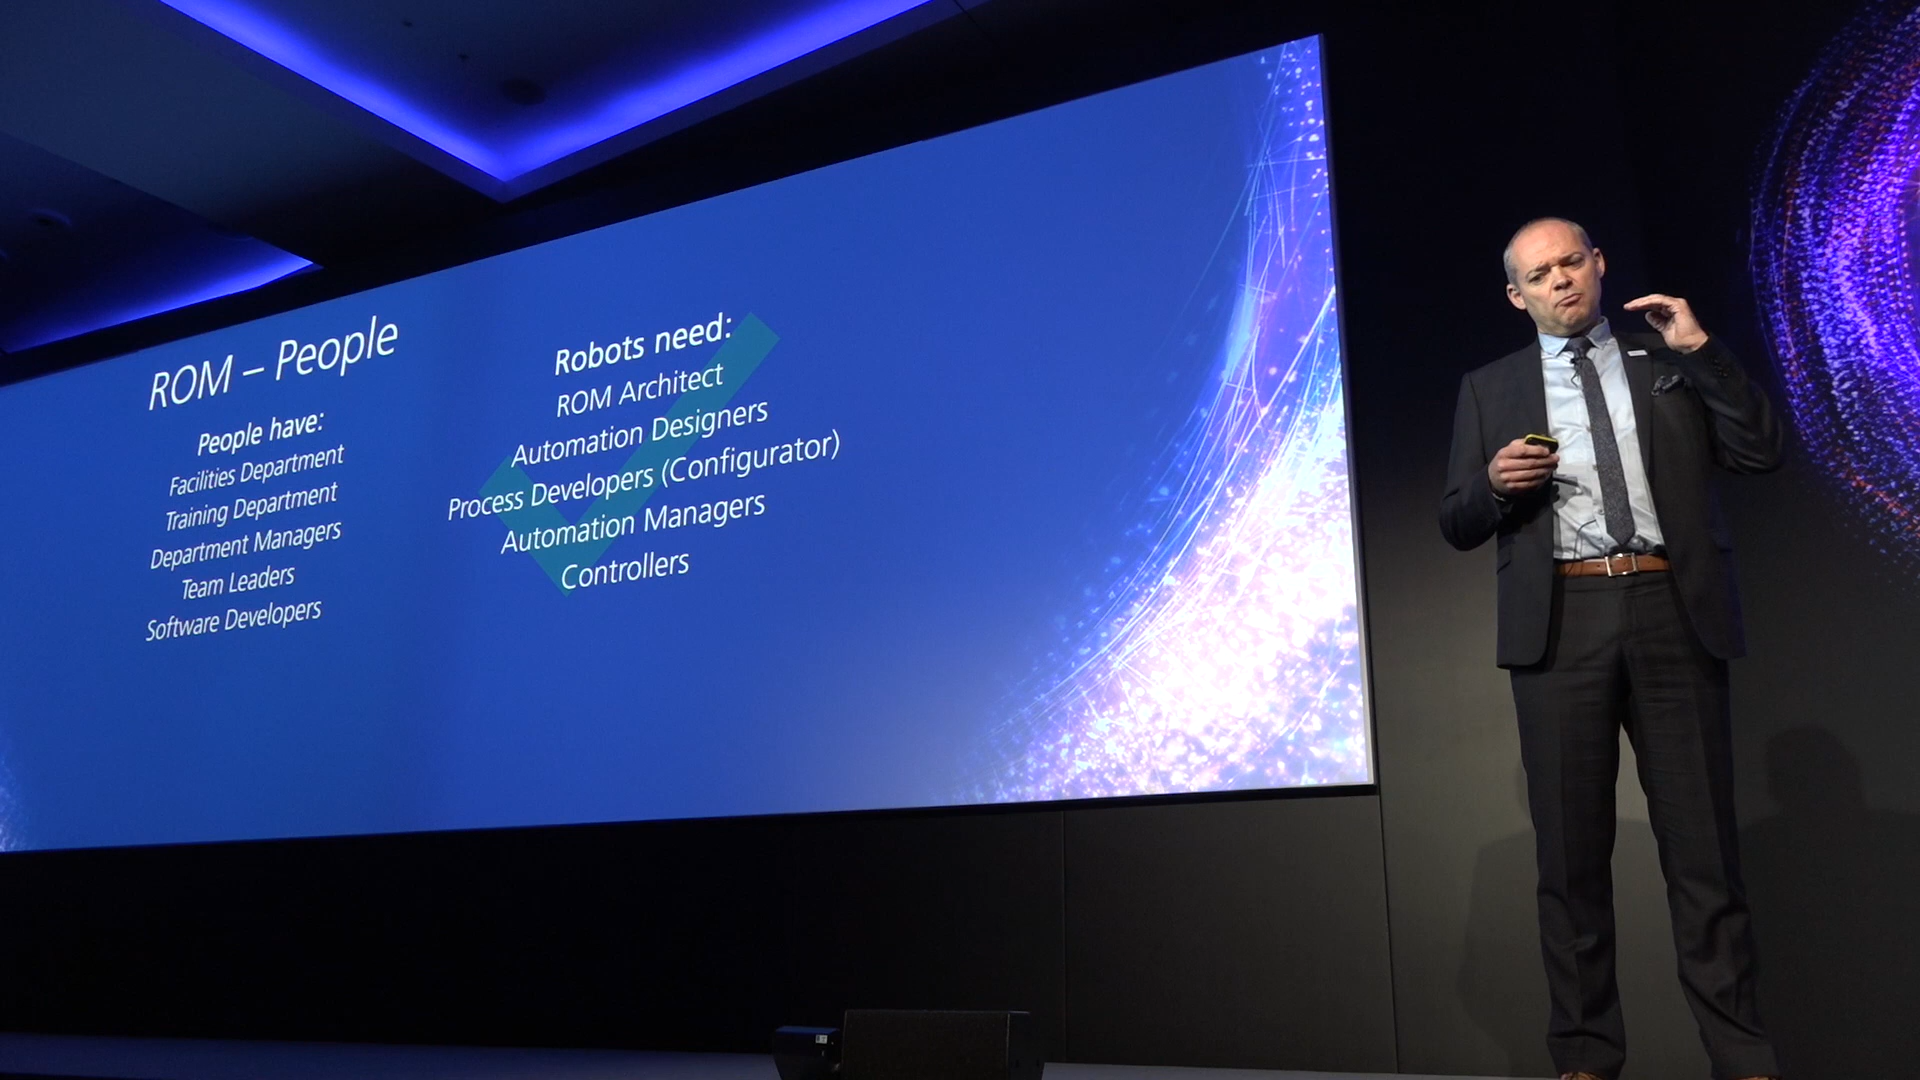 ROM – People
People have:
Facilities Department
Training Department
Department Managers
Team Leaders
Software Developers
Robots need:
ROM Architect
Automation Designers
Process Developers (Configurator)
Automation Managers
Controllers